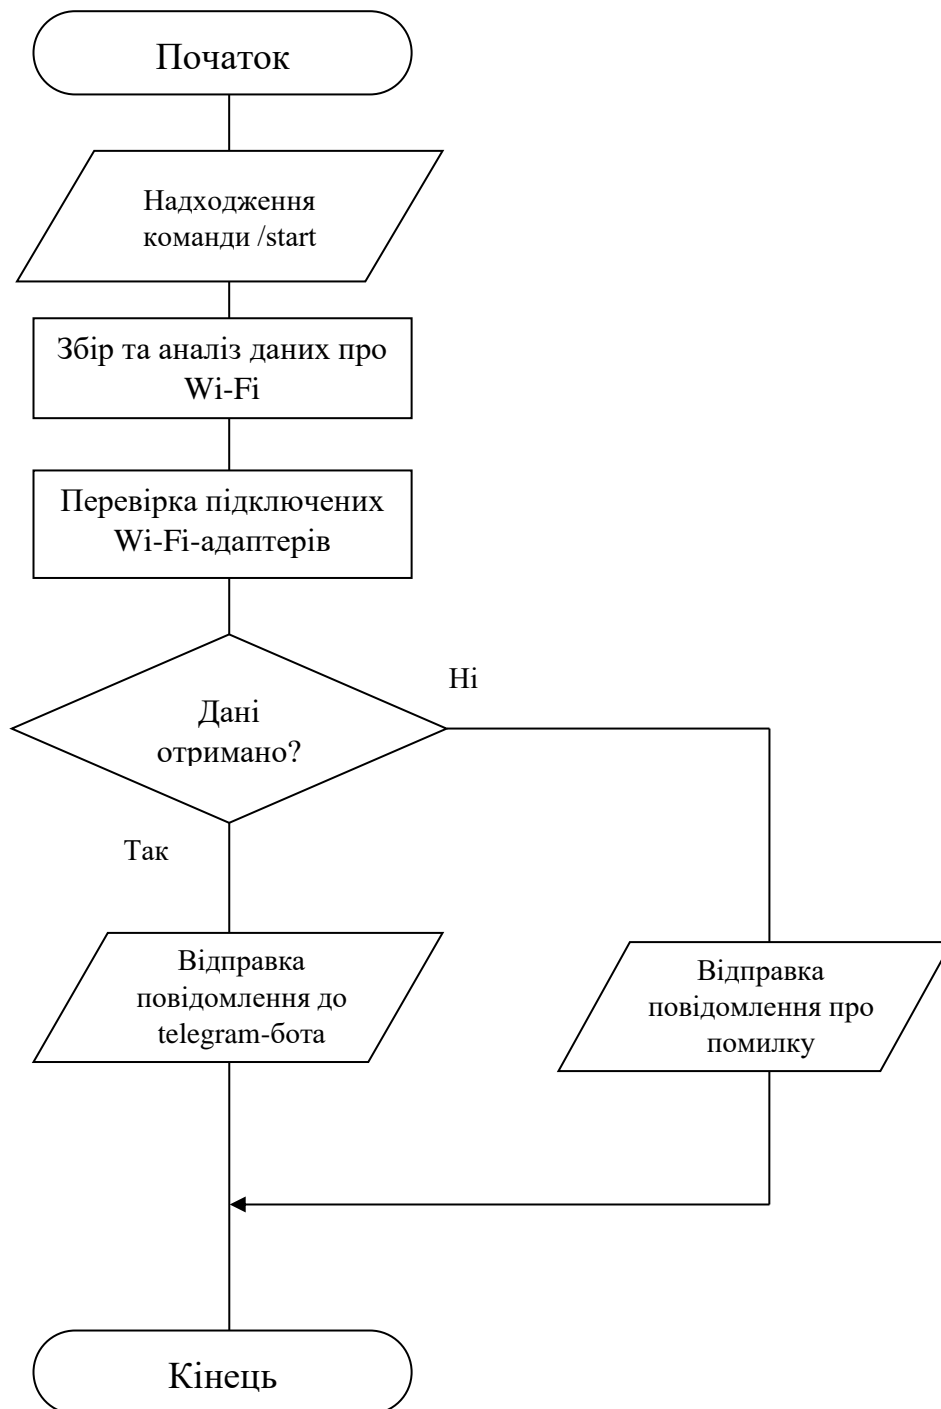 Початок
Надходження
команди /start
Збір та аналіз даних про
Wi-Fi
Перевірка підключених
Wi-Fi-адаптерів
Дані
отримано?
Ні
Так
Відправка
повідомлення до
telegram-бота
Відправка
повідомлення про
помилку
Кінець